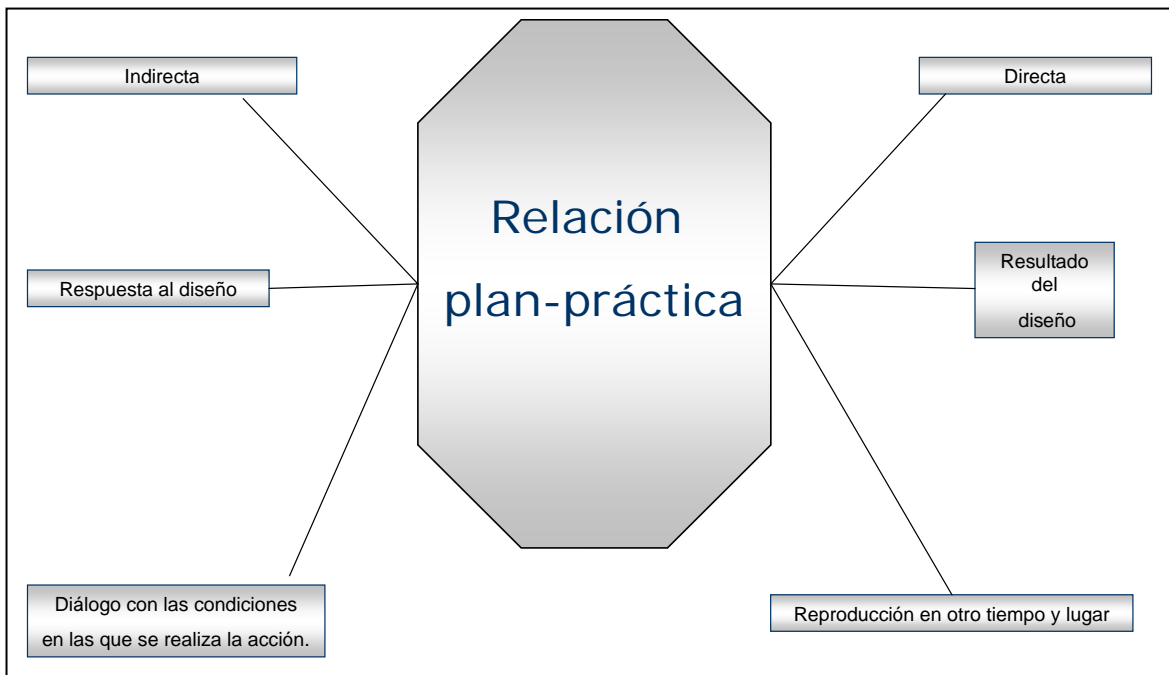 Indirecta
Directa
Relación
plan-práctica
Respuesta al diseño
Resultado
del
diseño
Diálogo con las condiciones
en las que se realiza la acción.
Reproducción en otro tiempo y lugar